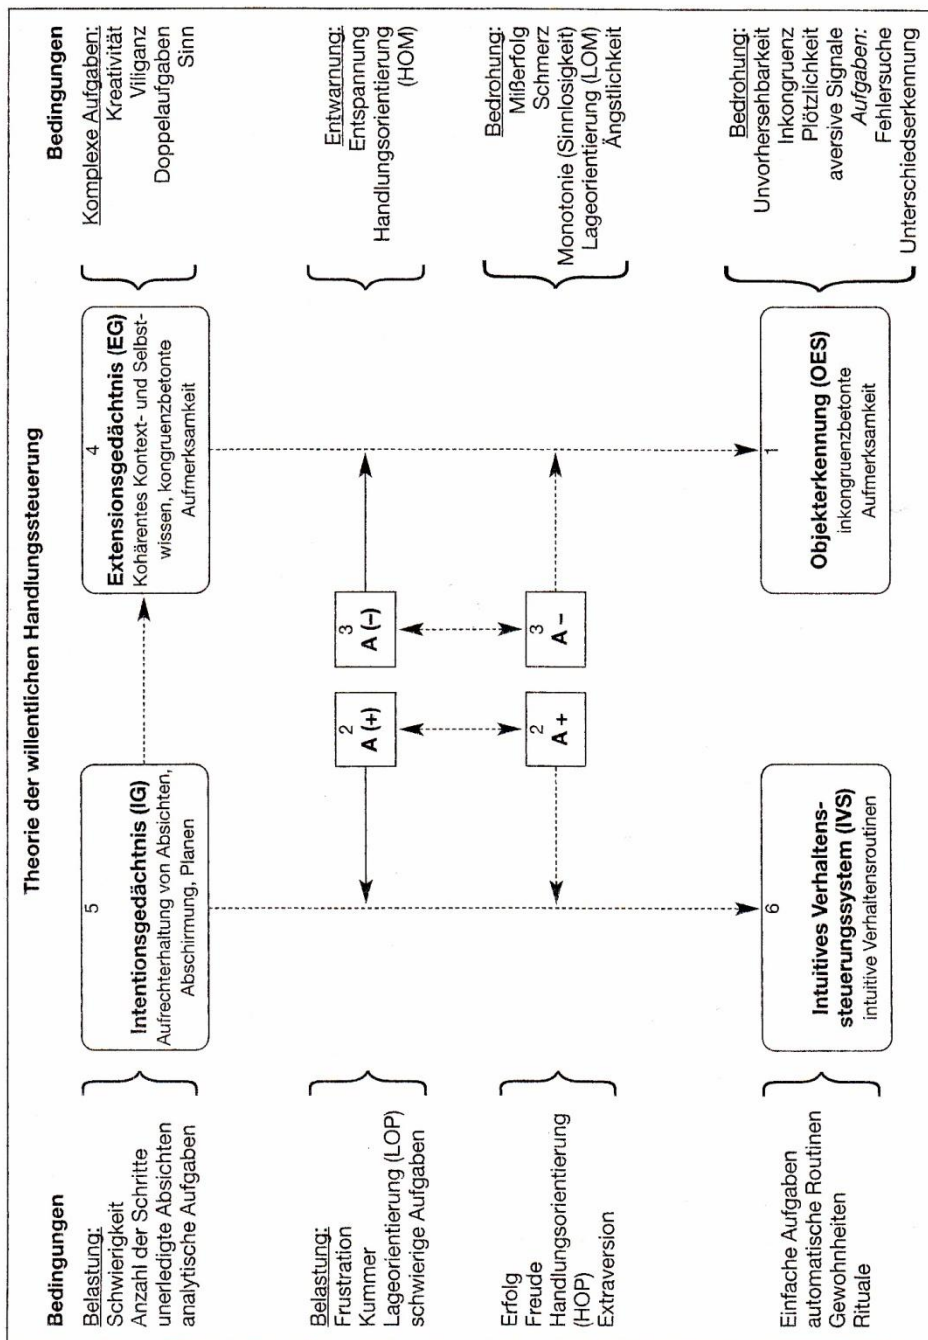 Theorie der willentlichen Handlungssteuerung
Bedingungen
Belastung:
Schwierigkeit
Anzahl der Schritte
unerledigte Absichten
analytische Aufgaben
5
Intentionsgedächtnis (IG)
Aufrechterhaltung von Absichten,
Abschirmung, Planen
4
Extensionsgedächtnis (EG)
Kohärentes Kontext- und Selbst-
wissen, kongruenzbetonte
Aufmerksamkeit
Bedingungen
Komplexe Aufgaben:
Kreativität
Viliganz
Doppelaufgaben
Sinn
Belastung:
Frustration
Kummer
Lageorientierung (LOP)
schwierige Aufgaben
2
A (+)
3
A (−)
Entwarnung:
Entspannung
Handlungsorientierung
(HOM)
Erfolg
Freude
Handlungsorientierung
(HOP)
Extraversion
2
A +
3
A −
Bedrohung:
Mißerfolg
Schmerz
Monotonie (Sinnlosigkeit)
Lageorientierung (LOM)
Ängstlichkeit
Einfache Aufgaben
automatische Routinen
Gewohnheiten
Rituale
6
Intuitives Verhaltens-
steuerungssystem (IVS)
intuitive Verhaltensroutinen
1
Objekterkennung (OES)
inkongruenzbetonte
Aufmerksamkeit
Bedrohung:
Unvorhersehbarkeit
Inkongruenz
Plötzlichkeit
aversive Signale
Aufgaben:
Fehlersuche
Unterschiedserkennung